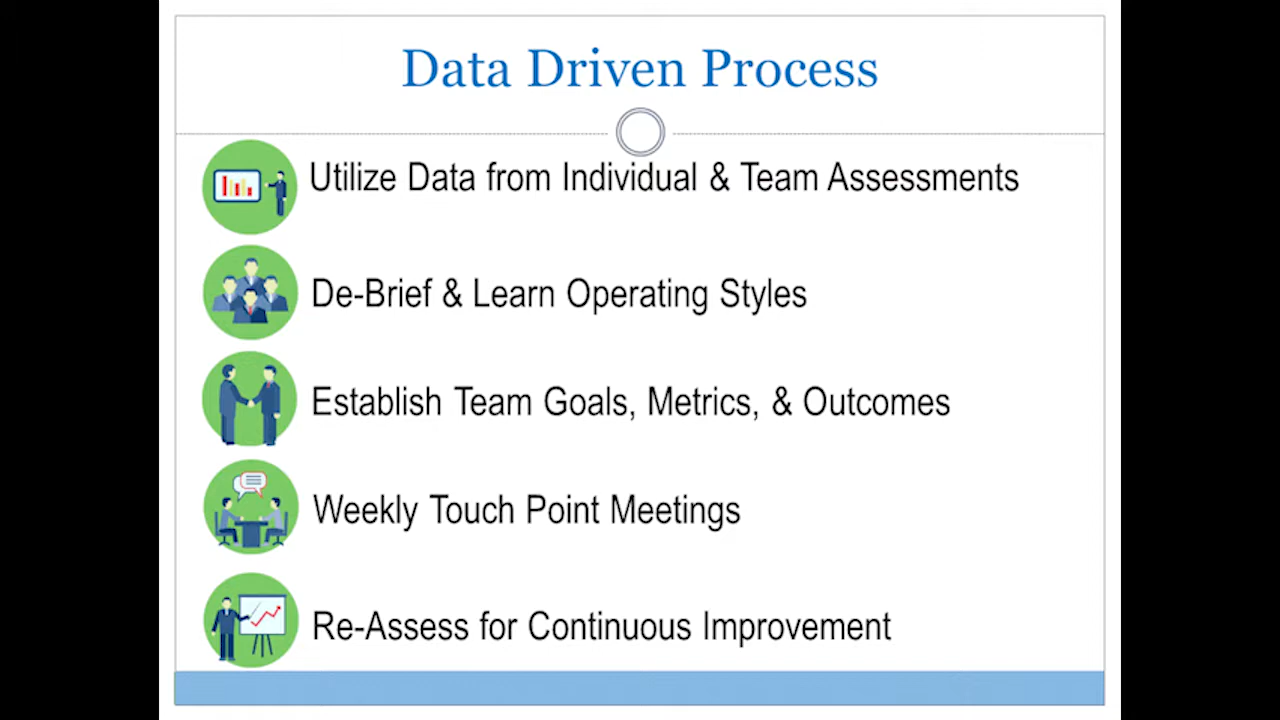 Data Driven Process
Utilize Data from Individual & Team Assessments
De-Brief & Learn Operating Styles
Establish Team Goals, Metrics, & Outcomes
Weekly Touch Point Meetings
Re-Assess for Continuous Improvement